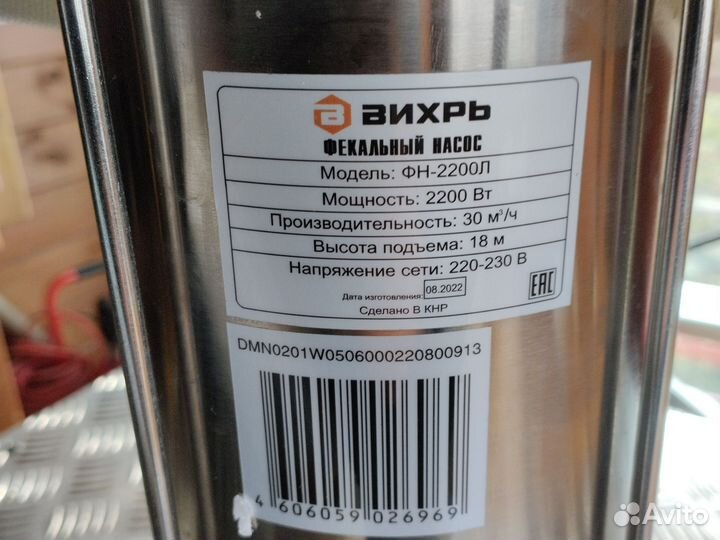 ВИХРЬ
ФЕКАЛЬНЫЙ НАСОС
Модель: ФН-2200Л
Мощность: 2200 Вт
Производительность: 30 м³/ч
Высота подъема: 18 м
Напряжение сети: 220-230 В
Дата изготовления: 08.2022
EAC
Сделано В КНР
DMN0201W0506000220800913
4 606059 026969
Avito